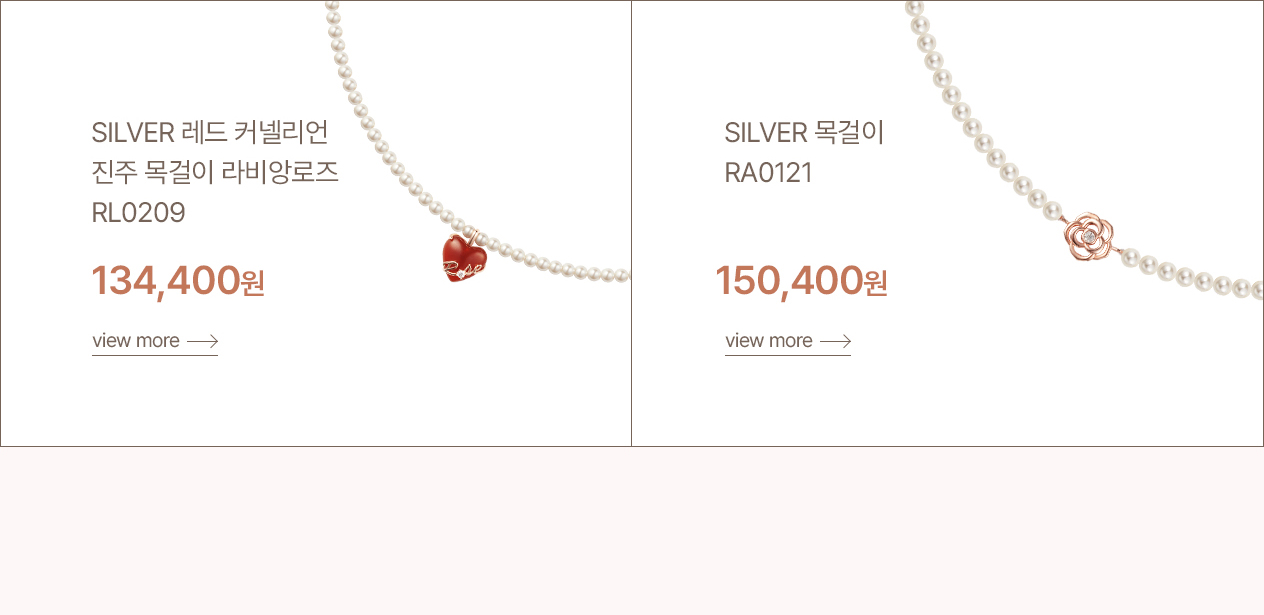 SILVER 레드 커넬리언
진주 목걸이 라비앙로즈
RL0209
134,400원
view more
SILVER 목걸이
RA0121
150,400원
view more
Rose